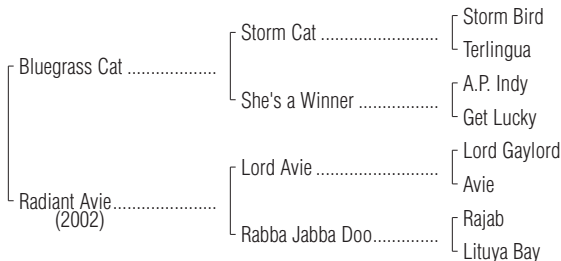 Storm Bird
Storm Cat ....................
Terlingua
Bluegrass Cat ...................
A.P. Indy
She's a Winner .................
Get Lucky
Lord Gaylord
Lord Avie ..........................
Avie
Radiant Avie......................
(2002)
Rajab
Rabba Jabba Doo..............
Lituya Bay